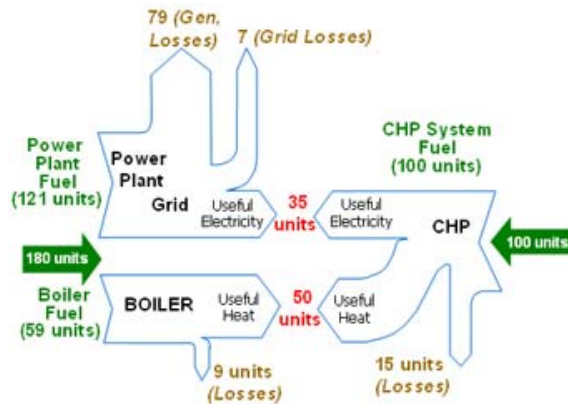 79 (Gen,
Losses)
7 (Grid Losses)
Power
Plant
Fuel
(121 units)
Power
Plant
Grid
Useful
Electricity
35
units
Useful
Electricity
CHP System
Fuel
(100 units)
CHP
180 units
100 units
Boiler
Fuel
(59 units)
BOILER
Useful
Heat
50
units
Useful
Heat
9 units
(Losses)
15 units
(Losses)